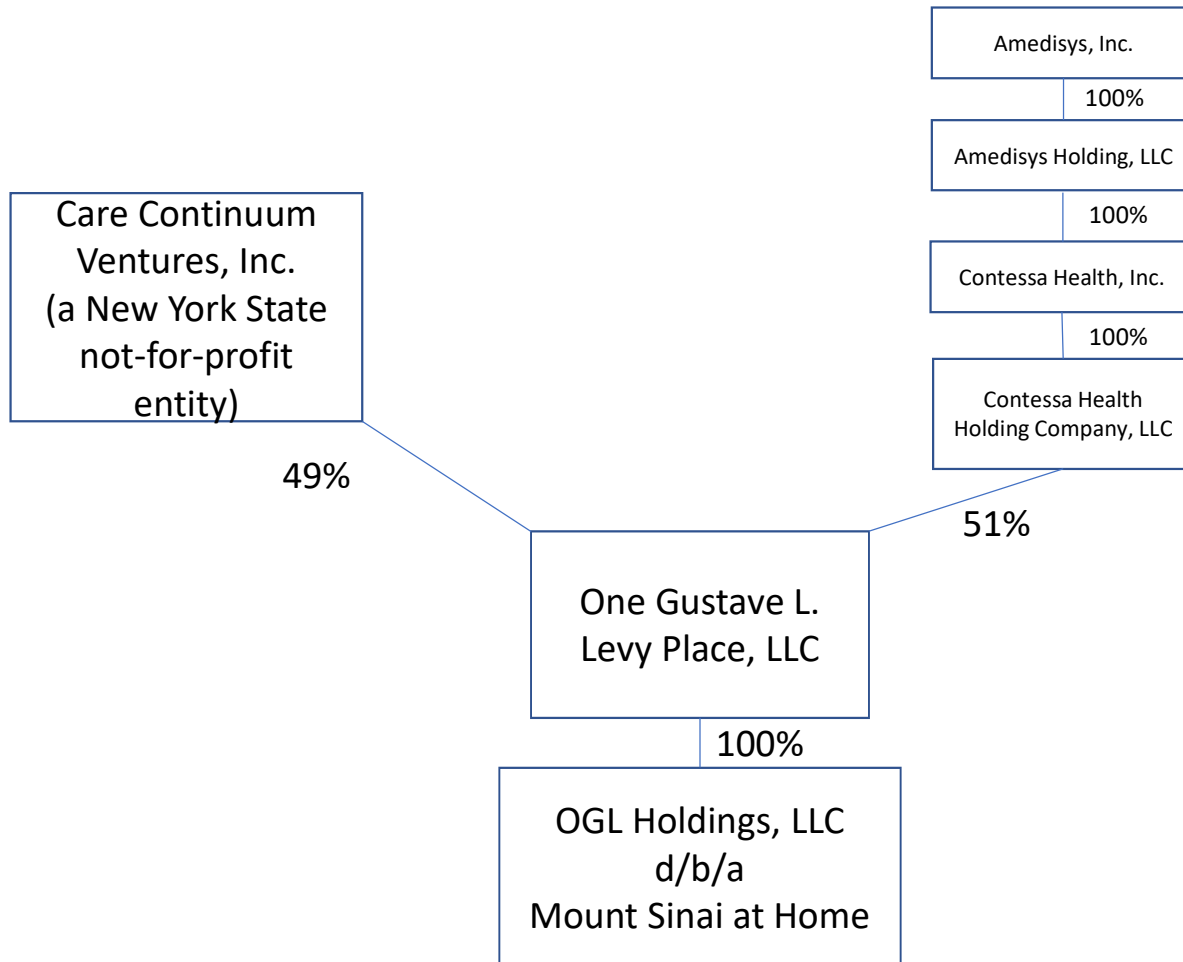 Amedisys, Inc.
100%
Amedisys Holding, LLC
100%
Contessa Health, Inc.
100%
Contessa Health
Holding Company, LLC
Care Continuum
Ventures, Inc.
(a New York State
not-for-profit
entity)
49%
51%
One Gustave L.
Levy Place, LLC
100%
OGL Holdings, LLC
d/b/a
Mount Sinai at Home